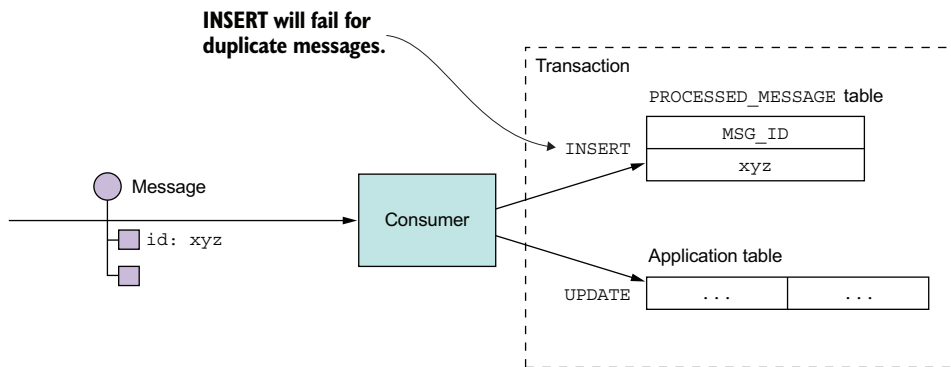 INSERT will fail for
duplicate messages.
Transaction
PROCESSED_MESSAGE table
MSG_ID
INSERT
xyz
Message
Consumer
id: xyz
Application table
UPDATE
... ...